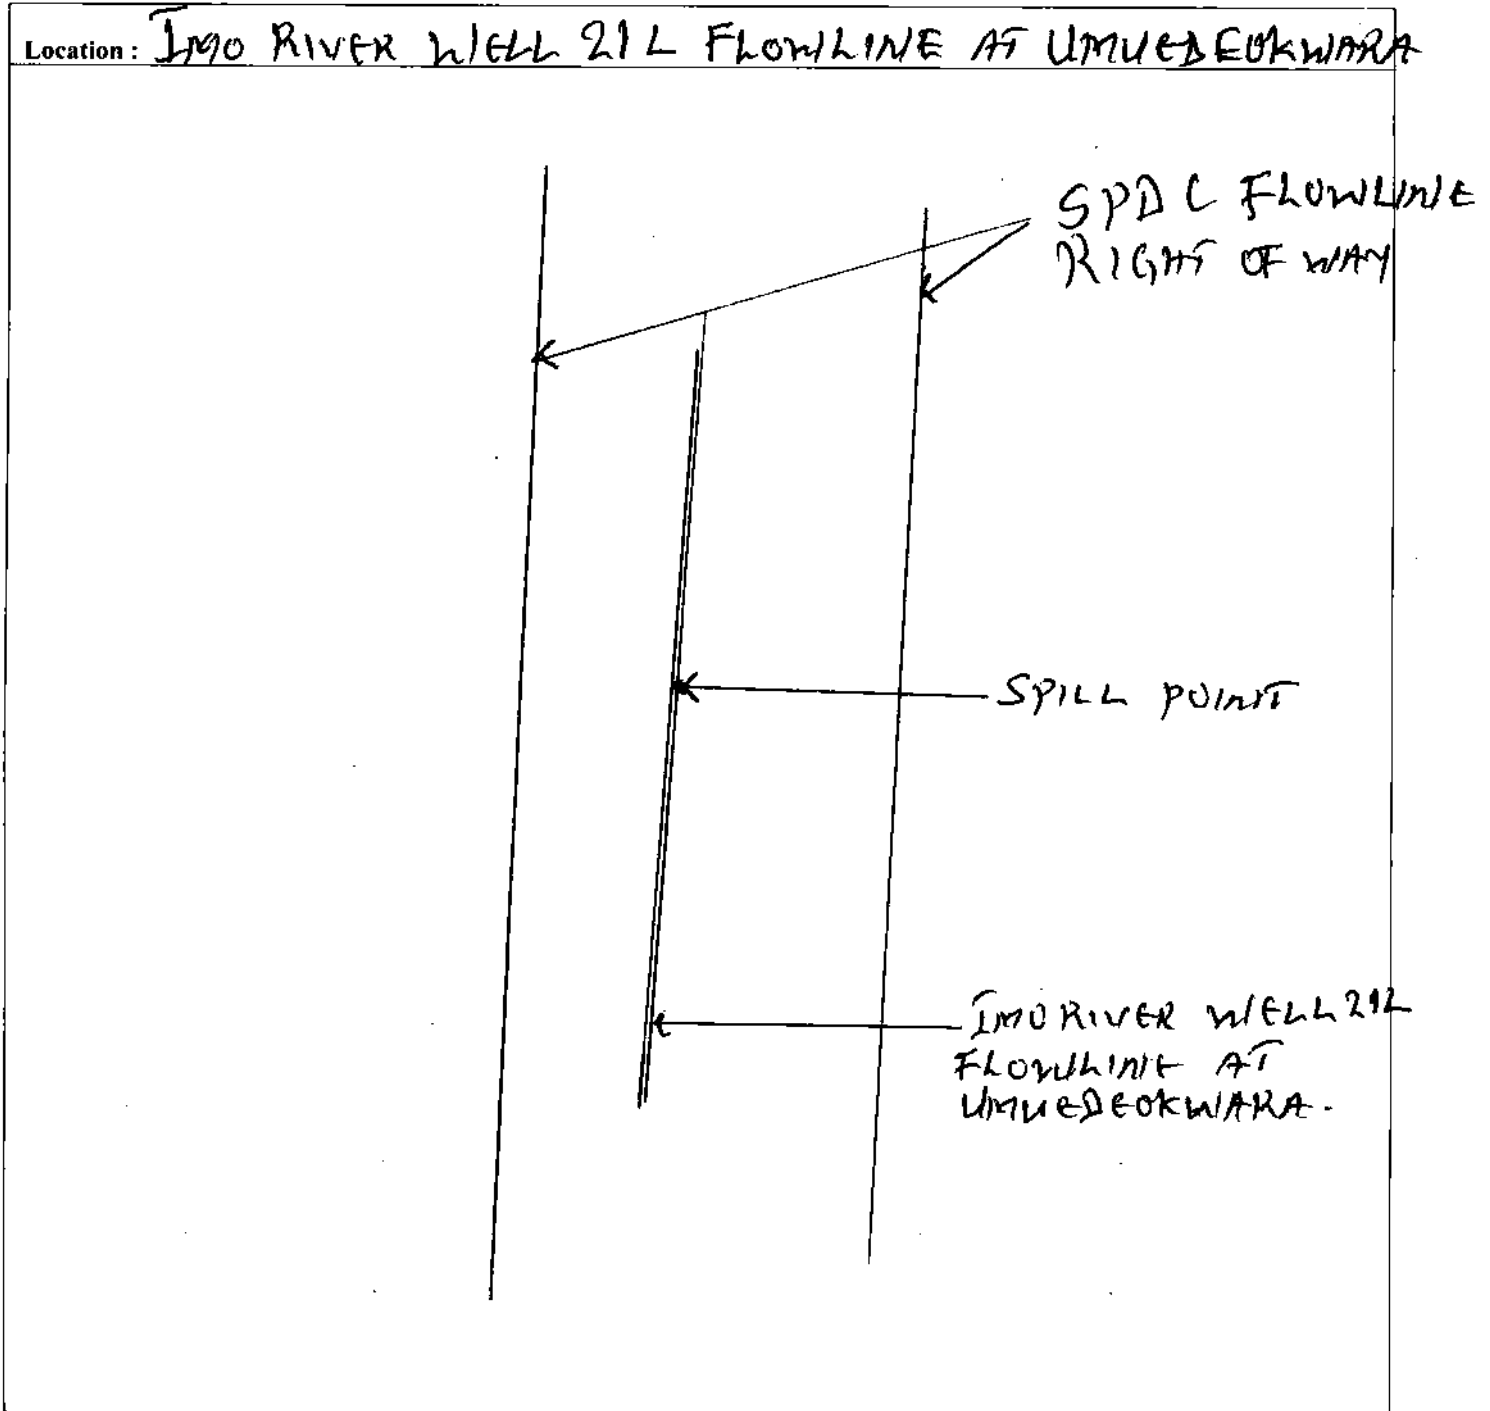 Location : IMO RIVER WELL 21L FLOWLINE AT UMUEDEOKWARA
SPDC FLOWLINE
RIGHT OF WAY
SPILL POINT
IMO RIVER WELL 21L
FLOWLINE AT
UMUEDEOKWARA.